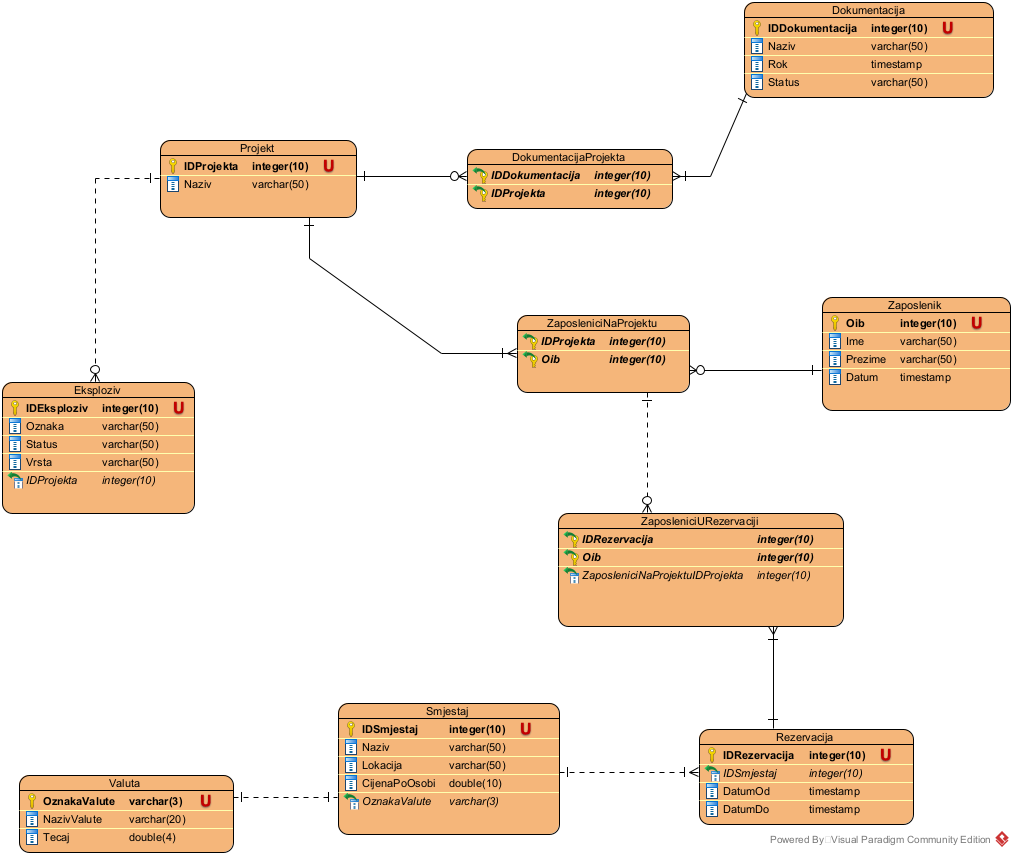 Dokumentacija
IDDokumentacija integer(10) U
Naziv varchar(50)
Rok timestamp
Status varchar(50)
Projekt
IDProjekta integer(10) U
Naziv varchar(50)
DokumentacijaProjekta
IDDokumentacija integer(10)
IDProjekta integer(10)
Zaposlenik
Oib integer(10) U
Ime varchar(50)
Prezime varchar(50)
Datum timestamp
ZaposleniciNaProjektu
IDProjekta integer(10)
Oib integer(10)
Eksploziv
IDEksploziv integer(10) U
Oznaka varchar(50)
Status varchar(50)
Vrsta varchar(50)
IDProjekta integer(10)
ZaposleniciURezervaciji
IDRezervacija integer(10)
Oib integer(10)
ZaposleniciNaProjektuIDProjekta integer(10)
Smjestaj
IDSmjestaj integer(10) U
Naziv varchar(50)
Lokacija varchar(50)
CijenaPoOsobi double(10)
OznakaValute varchar(3)
Rezervacija
IDRezervacija integer(10) U
IDSmjestaj integer(10)
DatumOd timestamp
DatumDo timestamp
Valuta
OznakaValute varchar(3) U
NazivValute varchar(20)
Tecaj double(4)
Powered By Visual Paradigm Community Edition